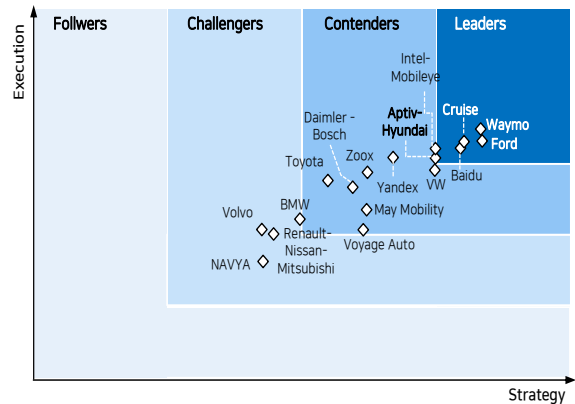 Follwers
Challengers
Contenders
Leaders
Execution
Intel-
Mobileye
Aptiv-
Hyundai
Cruise
Waymo
Ford
Daimler -
Bosch
Zoox
Toyota
Yandex
VW
Baidu
BMW
May Mobility
Volvo
Renault-
Nissan-
Mitsubishi
Voyage Auto
NAVYA
Strategy